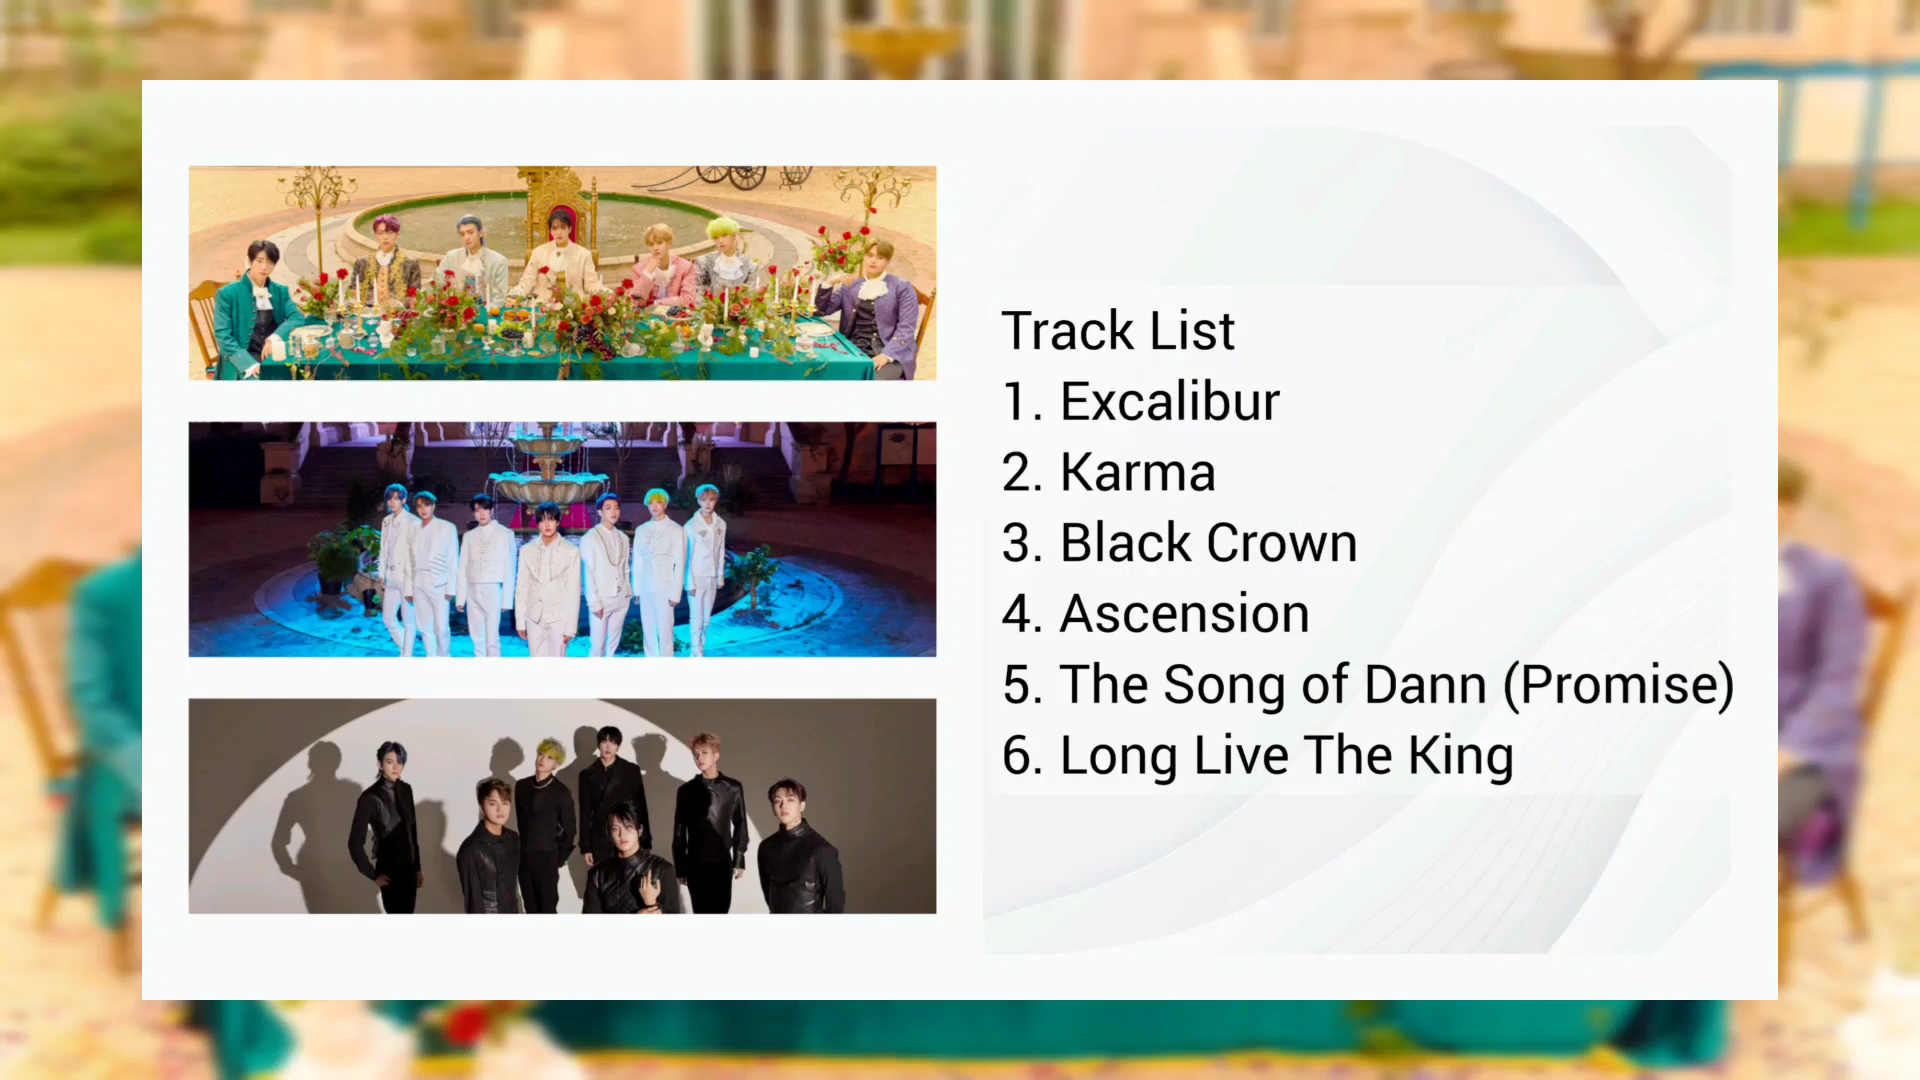 Track List
1. Excalibur
2. Karma
3. Black Crown
4. Ascension
5. The Song of Dann (Promise)
6. Long Live The King